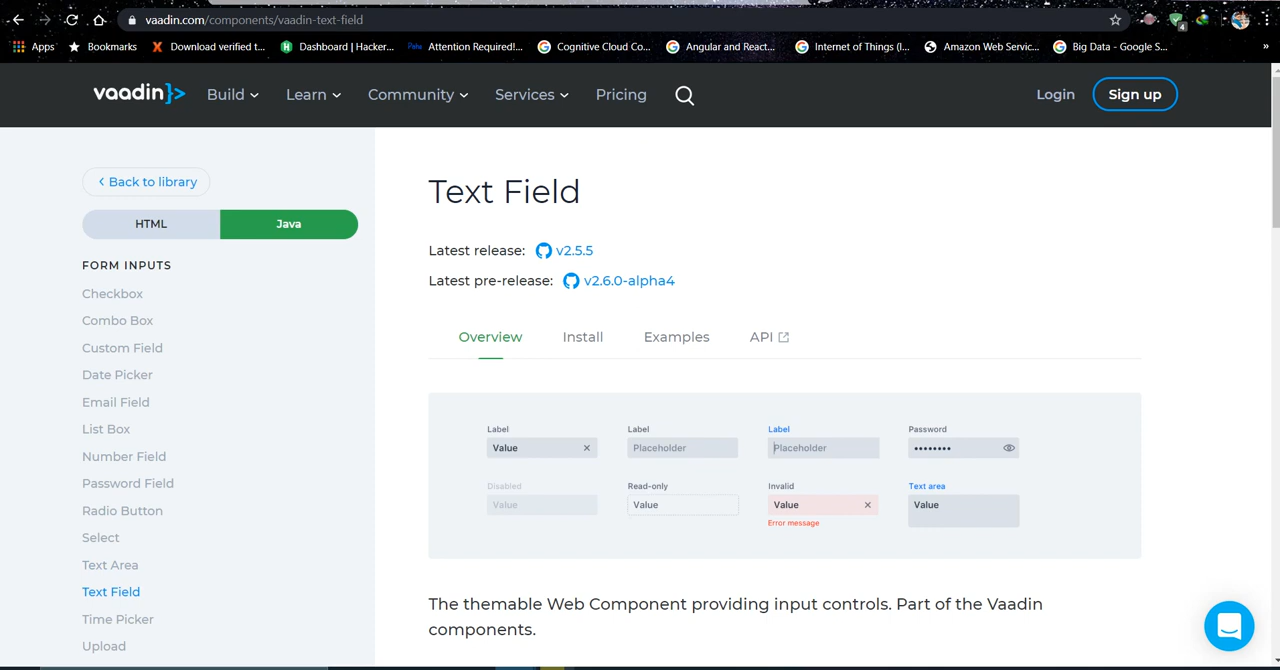 vaadin.com/components/vaadin-text-field
4
Apps Bookmarks Download verified t... Dashboard | Hacker... Attention Required!... Cognitive Cloud Co... Angular and React... Internet of Things (I... Amazon Web Servic... Big Data - Google S... »
vaadin}> Build Learn Community Services Pricing Login Sign up
Back to library
HTML Java
FORM INPUTS
Checkbox
Combo Box
Custom Field
Date Picker
Email Field
List Box
Number Field
Password Field
Radio Button
Select
Text Area
Text Field
Time Picker
Upload
Text Field
Latest release: v2.5.5
Latest pre-release: v2.6.0-alpha4
Overview Install Examples API
Label Label Label Password
Value Placeholder Placeholder ••••••••
Disabled Read-only Invalid Text area
Value Value Value Value
Error message
The themable Web Component providing input controls. Part of the Vaadin
components.